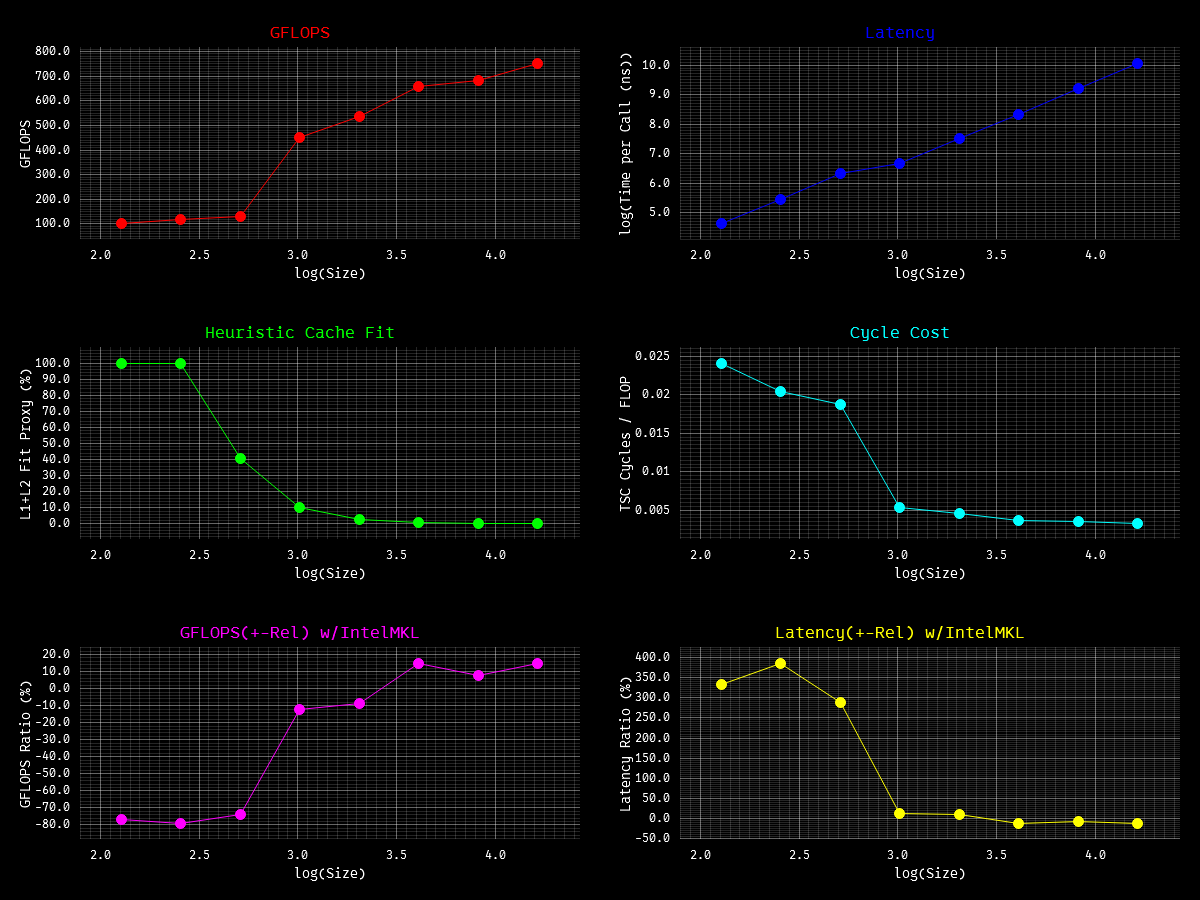 GFLOPS
800.0
700.0
600.0
500.0
400.0
300.0
200.0
100.0
GFLOPS
2.0 2.5 3.0 3.5 4.0
log(Size)
Latency
10.0
9.0
8.0
7.0
6.0
5.0
log(Time per Call (ns))
2.0 2.5 3.0 3.5 4.0
log(Size)
Heuristic Cache Fit
100.0
90.0
80.0
70.0
60.0
50.0
40.0
30.0
20.0
10.0
0.0
L1+L2 Fit Proxy (%)
2.0 2.5 3.0 3.5 4.0
log(Size)
Cycle Cost
0.025
0.02
0.015
0.01
0.005
TSC Cycles / FLOP
2.0 2.5 3.0 3.5 4.0
log(Size)
GFLOPS(+-Rel) w/IntelMKL
20.0
10.0
0.0
-10.0
-20.0
-30.0
-40.0
-50.0
-60.0
-70.0
-80.0
GFLOPS Ratio (%)
2.0 2.5 3.0 3.5 4.0
log(Size)
Latency(+-Rel) w/IntelMKL
400.0
350.0
300.0
250.0
200.0
150.0
100.0
50.0
0.0
-50.0
Latency Ratio (%)
2.0 2.5 3.0 3.5 4.0
log(Size)